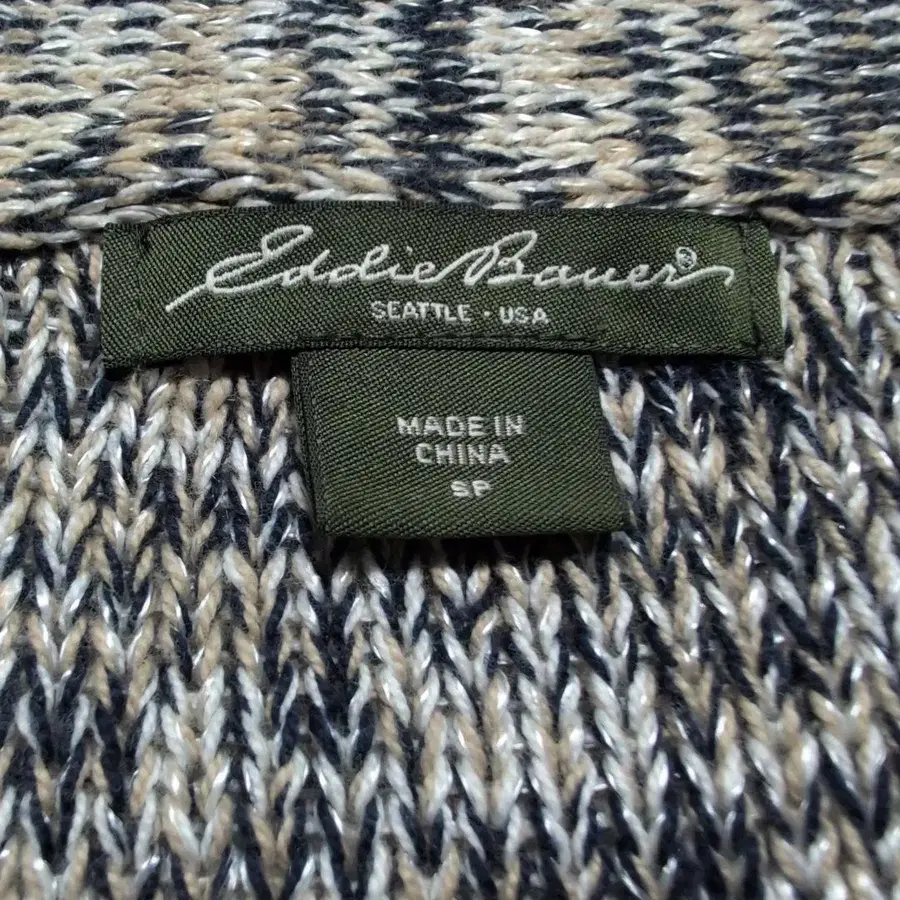 Eddie Bauer®
SEATTLE · USA
MADE IN
CHINA
SP